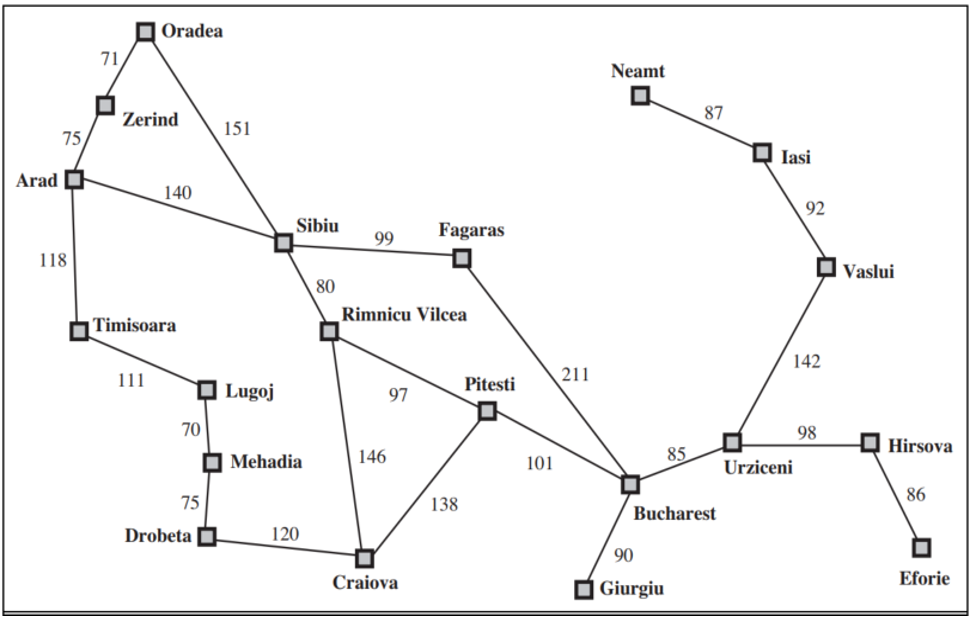 Oradea
71
Neamt
Zerind
87
75
151
Iasi
Arad
140
92
Sibiu
Fagaras
99
118
Vaslui
80
Rimnicu Vilcea
Timisoara
142
211
111
Lugoj
97
Pitesti
70
98
Mehadia
146
101
85
Hirsova
Urziceni
75
138
86
Bucharest
Drobeta
120
90
Craiova
Giurgiu
Eforie